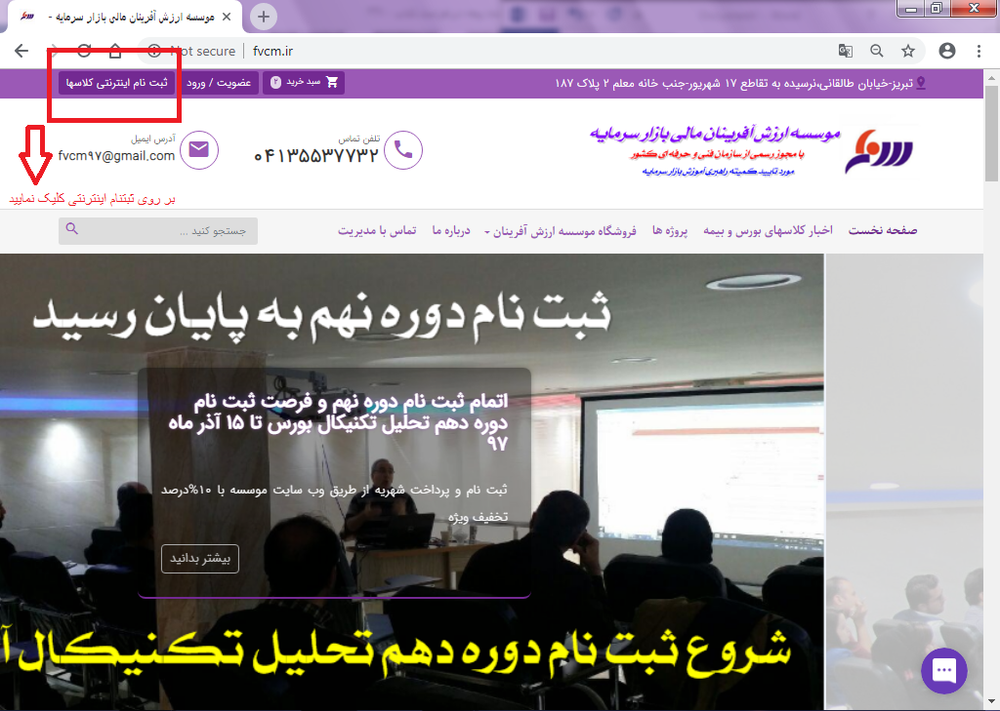 موسسه ارزش آفرینان مالی بازار سرمایه -
Not secure
fvcm.ir
تبریز-خیابان طالقانی،نرسیده به تقاطع ۱۷ شهریور-جنب خانه معلم ۲ پلاک ۱۸۷
سبد خرید ۲
عضویت / ورود
ثبت نام اینترنتی کلاسها
موسسه ارزش آفرینان مالی بازار سرمایه
با مجوز رسمی از سازمان فنی و حرفه ای کشور
مورد تایید کمیته راهبری آموزش بازار سرمایه
تلفن تماس
۰۴۱۳۵۵۳۷۷۳۲
آدرس ایمیل
fvcm۹۷@gmail.com
بر روی ثبتنام اینترنتی کلیک نمایید
صفحه نخست
اخبار کلاسهای بورس و بیمه
پروژه ها
فروشگاه موسسه ارزش آفرینان
درباره ما
تماس با مدیریت
جستجو کنید ...
ثبت نام دوره نهم به پایان رسید
اتمام ثبت نام دوره نهم و فرصت ثبت نام
دوره دهم تحلیل تکنیکال بورس تا ۱۵ آذر ماه
۹۷
ثبت نام و پرداخت شهریه از طریق وب سایت موسسه با ۱۰%درصد
تخفیف ویژه
بیشتر بدانید
شروع ثبت نام دوره دهم تحلیل تکنیکال آ